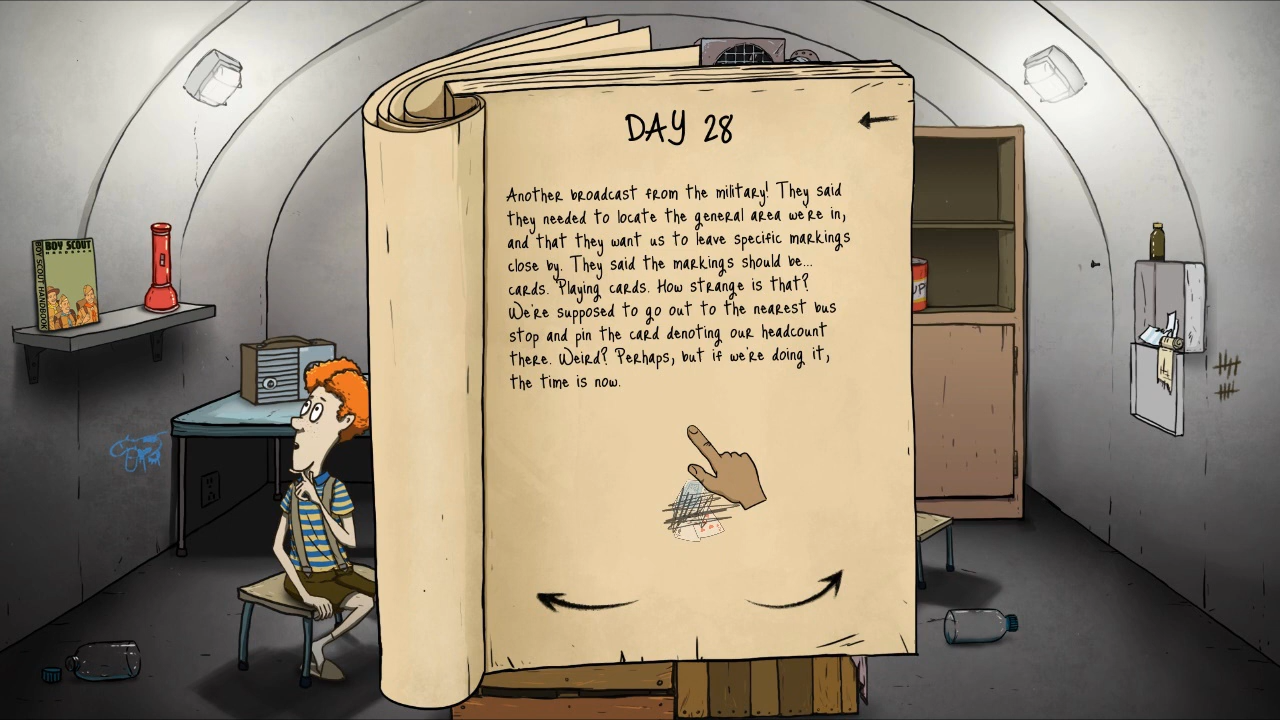 DAY 28
Another broadcast from the military! They said
they needed to locate the general area we're in,
and that they want us to leave specific markings
close by. They said the markings should be...
cards. Playing cards. How strange is that?
We're supposed to go out to the nearest bus
stop and pin the card denoting our headcount
there. Weird? Perhaps, but if we're doing it,
the time is now.
BOY SCOUT
BOY SCOUT HANDBOOK
UP